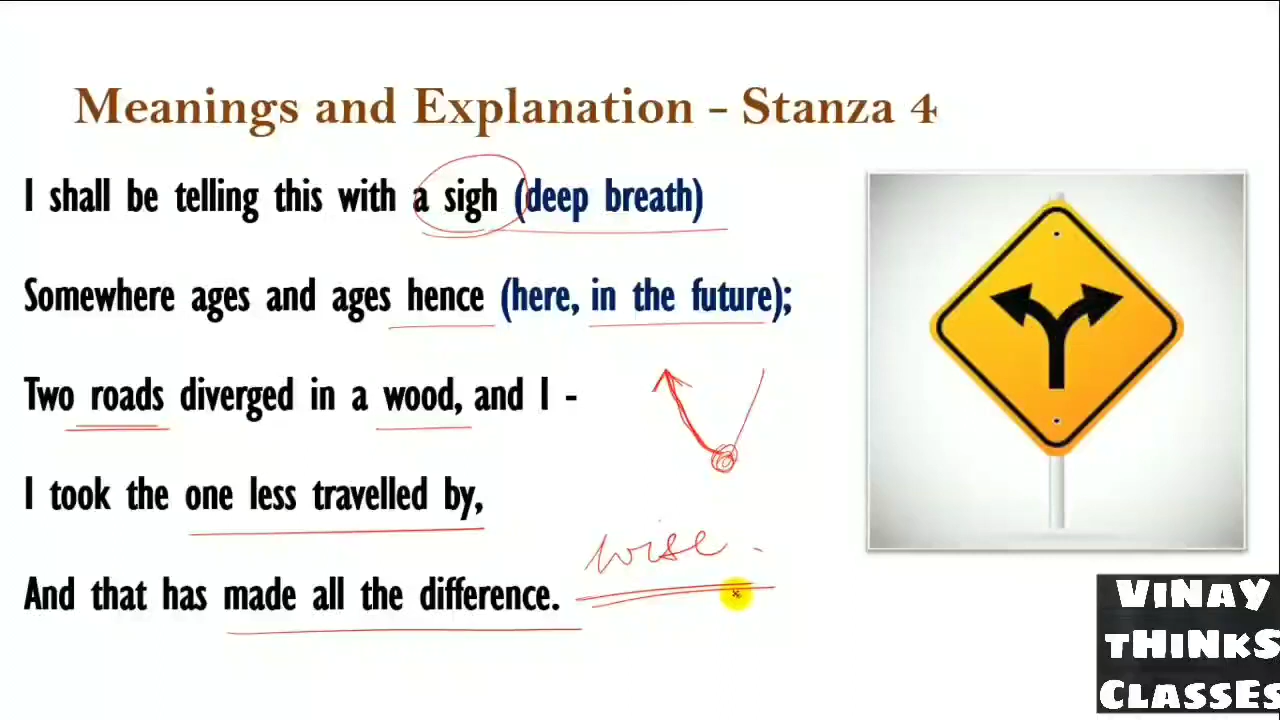 Meanings and Explanation - Stanza 4
I shall be telling this with a sigh (deep breath)
Somewhere ages and ages hence (here, in the future);
Two roads diverged in a wood, and I -
I took the one less travelled by,
wise.
And that has made all the difference.
VINAY
THINKS
CLASSES